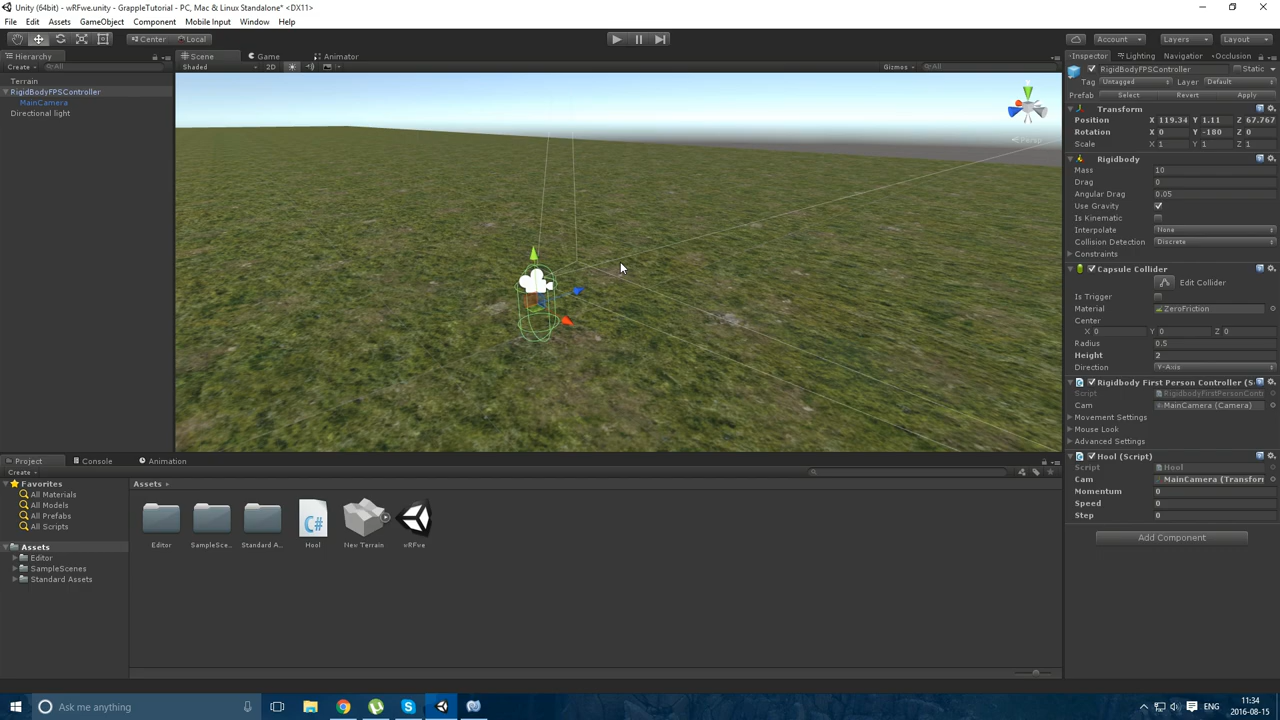 Unity (64bit) - wRFwe.unity - GrappleTutorial - PC, Mac & Linux Standalone* <DX11>
File Edit Assets GameObject Component Mobile Input Window Help
Center Local Account Layers Layout
Hierarchy Scene Game Animator Inspector Lighting Navigation Occlusion
Create All Shaded 2D Gizmos All
Terrain
RigidBodyFPSController
MainCamera
Directional light
Persp
RigidBodyFPSController Static
Tag Untagged Layer Default
Prefab Select Revert Apply
Transform
Position X 119.34 Y 1.11 Z 67.767
Rotation X 0 Y -180 Z 0
Scale X 1 Y 1 Z 1
Rigidbody
Mass 10
Drag 0
Angular Drag 0.05
Use Gravity
Is Kinematic
Interpolate None
Collision Detection Discrete
Constraints
Capsule Collider
Edit Collider
Is Trigger
Material ZeroFriction
Center
X 0 Y 0 Z 0
Radius 0.5
Height 2
Direction Y-Axis
Rigidbody First Person Controller (S
Script RigidbodyFirstPersonContr
Cam MainCamera (Camera)
Movement Settings
Mouse Look
Advanced Settings
Hool (Script)
Script Hool
Cam MainCamera (Transform
Momentum 0
Speed 0
Step 0
Add Component
Project Console Animation
Create
Favorites
All Materials
All Models
All Prefabs
All Scripts
Assets
Editor
SampleScenes
Standard Assets
Assets
Editor SampleSce... Standard A... Hool New Terrain wRFwe
C#
Ask me anything
ENG
11:34
2016-08-15